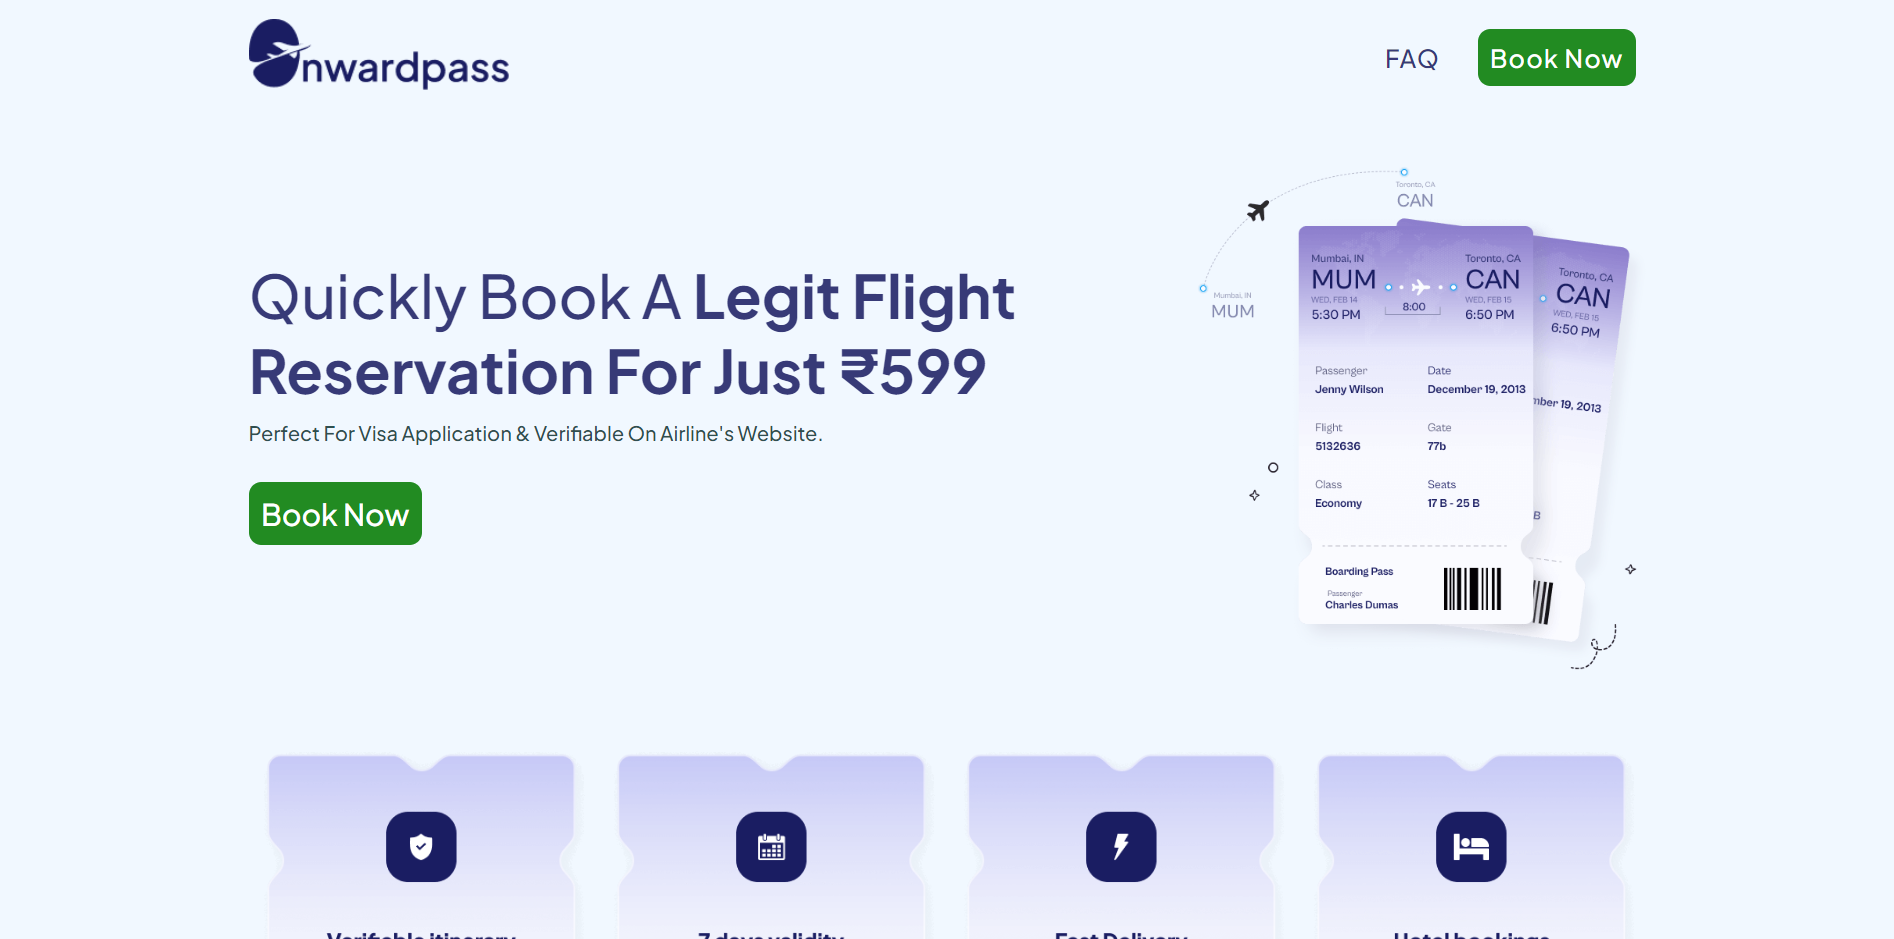 Onwardpass
FAQ
Book Now
Quickly Book A Legit Flight
Reservation For Just ₹599
Perfect For Visa Application & Verifiable On Airline's Website.
Book Now
Toronto, CA
CAN
Mumbai, IN
MUM
Mumbai, IN
MUM
WED, FEB 14
5:30 PM
8:00
Toronto, CA
CAN
WED, FEB 15
6:50 PM
Toronto, CA
CAN
WED, FEB 15
6:50 PM
Passenger
Jenny Wilson
Date
December 19, 2013
mber 19, 2013
Flight
5132636
Gate
77b
Class
Economy
Seats
17 B - 25 B
B
Boarding Pass
Passenger
Charles Dumas
Verifiable itinerary
7 days validity
Fast Delivery
Hotel bookings